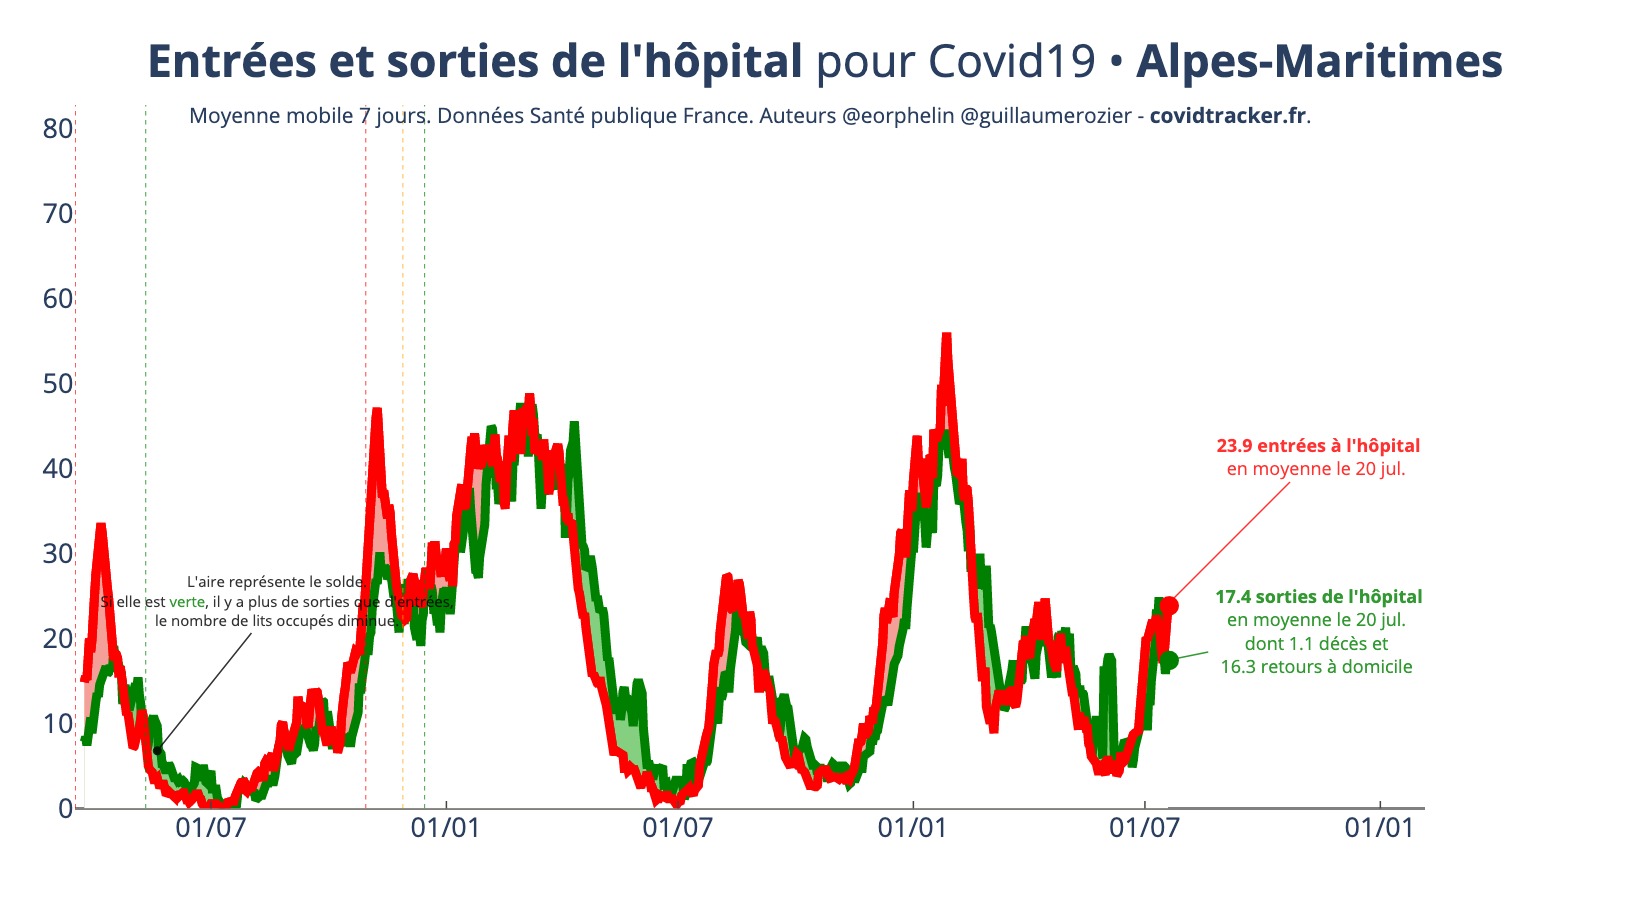 Entrées et sorties de l'hôpital pour Covid19 • Alpes-Maritimes
Moyenne mobile 7 jours. Données Santé publique France. Auteurs @eorphelin @guillaumerozier - covidtracker.fr.
80
70
60
50
40
30
20
10
0
L'aire représente le solde.
Si elle est verte, il y a plus de sorties que d'entrées,
le nombre de lits occupés diminue.
23.9 entrées à l'hôpital
en moyenne le 20 jul.
17.4 sorties de l'hôpital
en moyenne le 20 jul.
dont 1.1 décès et
16.3 retours à domicile
01/07
01/01
01/07
01/01
01/07
01/01